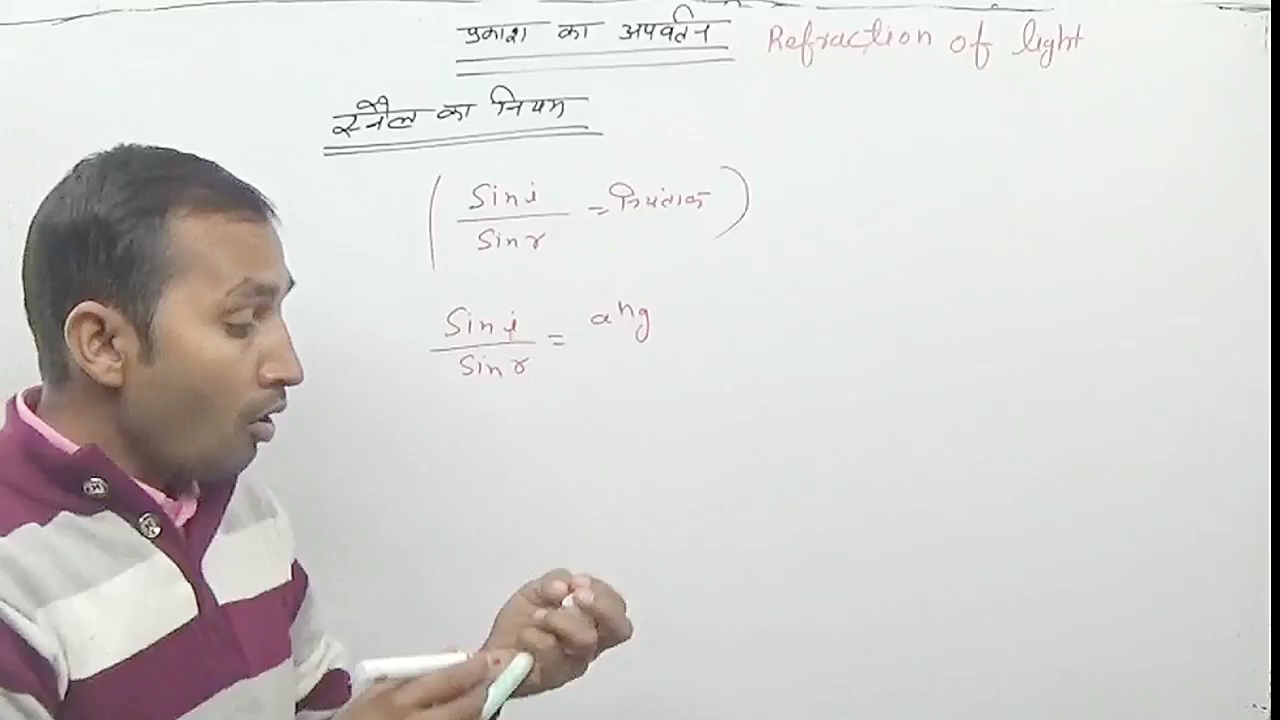 प्रकाश का अपवर्तन Refraction of light
स्नैल का नियम
( Sin i / Sin r = नियतांक )
Sin i / Sin r = ang